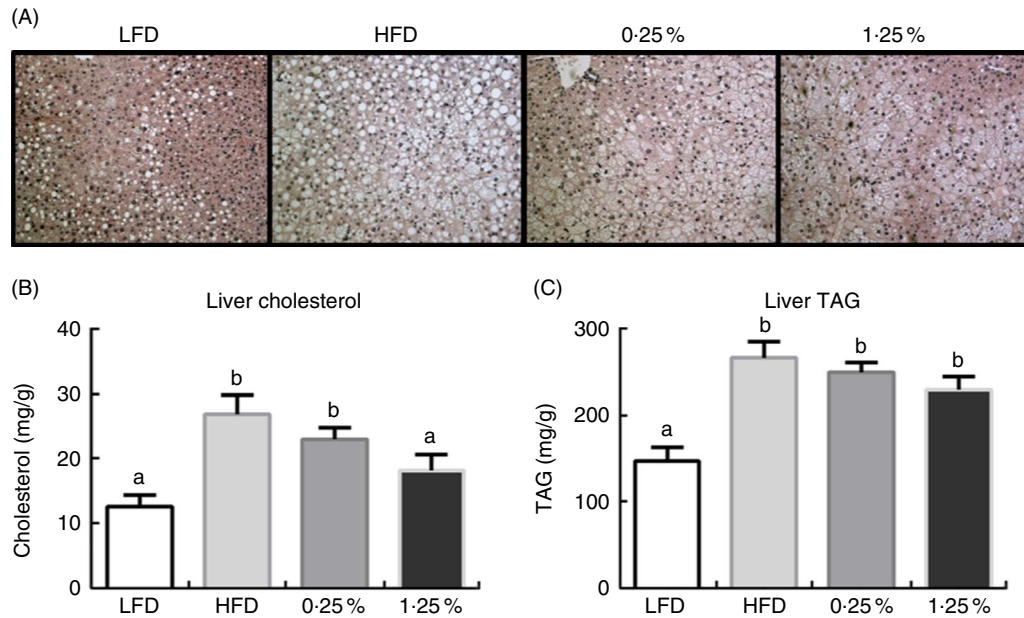 (A)
LFD HFD 0·25 % 1·25 %
(B)
Liver cholesterol
Cholesterol (mg/g)
40
30
20
10
0
a b b a
LFD HFD 0·25 % 1·25 %
(C)
Liver TAG
TAG (mg/g)
300
200
100
0
a b b b
LFD HFD 0·25 % 1·25 %